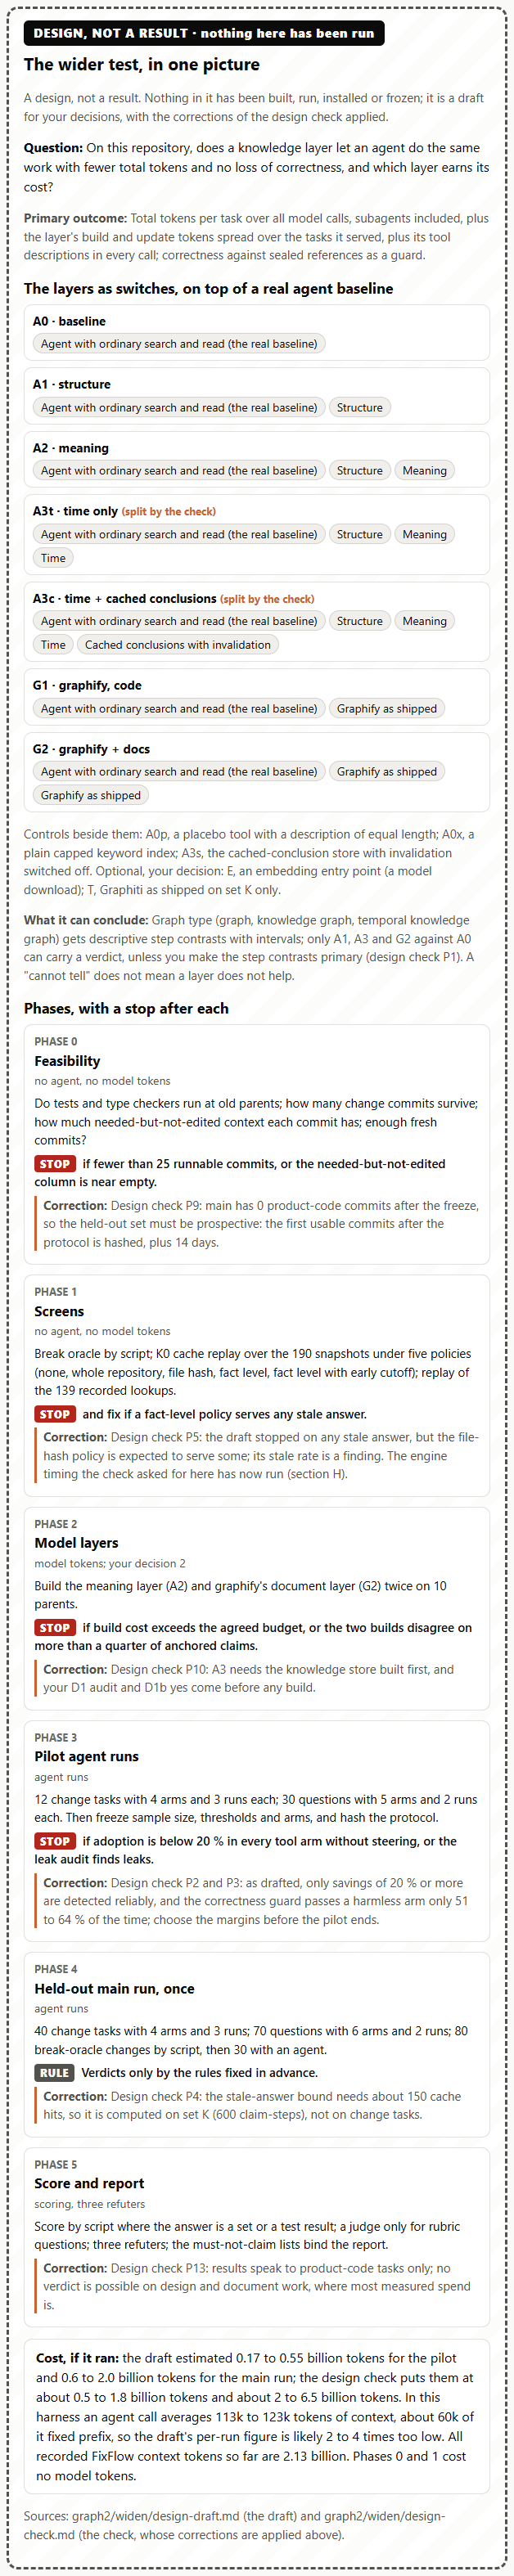 DESIGN, NOT A RESULT · nothing here has been run
The wider test, in one picture
A design, not a result. Nothing in it has been built, run, installed or frozen; it is a draft
for your decisions, with the corrections of the design check applied.
Question: On this repository, does a knowledge layer let an agent do the same
work with fewer total tokens and no loss of correctness, and which layer earns its
cost?
Primary outcome: Total tokens per task over all model calls, subagents included, plus
the layer's build and update tokens spread over the tasks it served, plus its tool
descriptions in every call; correctness against sealed references as a guard.
The layers as switches, on top of a real agent baseline
A0 · baseline
Agent with ordinary search and read (the real baseline)
A1 · structure
Agent with ordinary search and read (the real baseline) Structure
A2 · meaning
Agent with ordinary search and read (the real baseline) Structure Meaning
A3t · time only (split by the check)
Agent with ordinary search and read (the real baseline) Structure Meaning
Time
A3c · time + cached conclusions (split by the check)
Agent with ordinary search and read (the real baseline) Structure Meaning
Time Cached conclusions with invalidation
G1 · graphify, code
Agent with ordinary search and read (the real baseline) Graphify as shipped
G2 · graphify + docs
Agent with ordinary search and read (the real baseline) Graphify as shipped
Graphify as shipped
Controls beside them: A0p, a placebo tool with a description of equal length; A0x, a
plain capped keyword index; A3s, the cached-conclusion store with invalidation
switched off. Optional, your decision: E, an embedding entry point (a model
download); T, Graphiti as shipped on set K only.
What it can conclude: Graph type (graph, knowledge graph, temporal knowledge
graph) gets descriptive step contrasts with intervals; only A1, A3 and G2 against A0
can carry a verdict, unless you make the step contrasts primary (design check P1). A
"cannot tell" does not mean a layer does not help.
Phases, with a stop after each
PHASE 0
Feasibility
no agent, no model tokens
Do tests and type checkers run at old parents; how many change commits survive;
how much needed-but-not-edited context each commit has; enough fresh
commits?
STOP if fewer than 25 runnable commits, or the needed-but-not-edited
column is near empty.
Correction: Design check P9: main has 0 product-code commits after the freeze,
so the held-out set must be prospective: the first usable commits after the
protocol is hashed, plus 14 days.
PHASE 1
Screens
no agent, no model tokens
Break oracle by script; K0 cache replay over the 190 snapshots under five policies
(none, whole repository, file hash, fact level, fact level with early cutoff); replay of
the 139 recorded lookups.
STOP and fix if a fact-level policy serves any stale answer.
Correction: Design check P5: the draft stopped on any stale answer, but the file-
hash policy is expected to serve some; its stale rate is a finding. The engine
timing the check asked for here has now run (section H).
PHASE 2
Model layers
model tokens; your decision 2
Build the meaning layer (A2) and graphify's document layer (G2) twice on 10
parents.
STOP if build cost exceeds the agreed budget, or the two builds disagree on
more than a quarter of anchored claims.
Correction: Design check P10: A3 needs the knowledge store built first, and
your D1 audit and D1b yes come before any build.
PHASE 3
Pilot agent runs
agent runs
12 change tasks with 4 arms and 3 runs each; 30 questions with 5 arms and 2 runs
each. Then freeze sample size, thresholds and arms, and hash the protocol.
STOP if adoption is below 20 % in every tool arm without steering, or the
leak audit finds leaks.
Correction: Design check P2 and P3: as drafted, only savings of 20 % or more
are detected reliably, and the correctness guard passes a harmless arm only 51
to 64 % of the time; choose the margins before the pilot ends.
PHASE 4
Held-out main run, once
agent runs
40 change tasks with 4 arms and 3 runs; 70 questions with 6 arms and 2 runs; 80
break-oracle changes by script, then 30 with an agent.
RULE Verdicts only by the rules fixed in advance.
Correction: Design check P4: the stale-answer bound needs about 150 cache
hits, so it is computed on set K (600 claim-steps), not on change tasks.
PHASE 5
Score and report
scoring, three refuters
Score by script where the answer is a set or a test result; a judge only for rubric
questions; three refuters; the must-not-claim lists bind the report.
Correction: Design check P13: results speak to product-code tasks only; no
verdict is possible on design and document work, where most measured spend
is.
Cost, if it ran: the draft estimated 0.17 to 0.55 billion tokens for the pilot
and 0.6 to 2.0 billion tokens for the main run; the design check puts them at
about 0.5 to 1.8 billion tokens and about 2 to 6.5 billion tokens. In this
harness an agent call averages 113k to 123k tokens of context, about 60k of
it fixed prefix, so the draft's per-run figure is likely 2 to 4 times too low. All
recorded FixFlow context tokens so far are 2.13 billion. Phases 0 and 1 cost
no model tokens.
Sources: graph2/widen/design-draft.md (the draft) and graph2/widen/design-
check.md (the check, whose corrections are applied above).